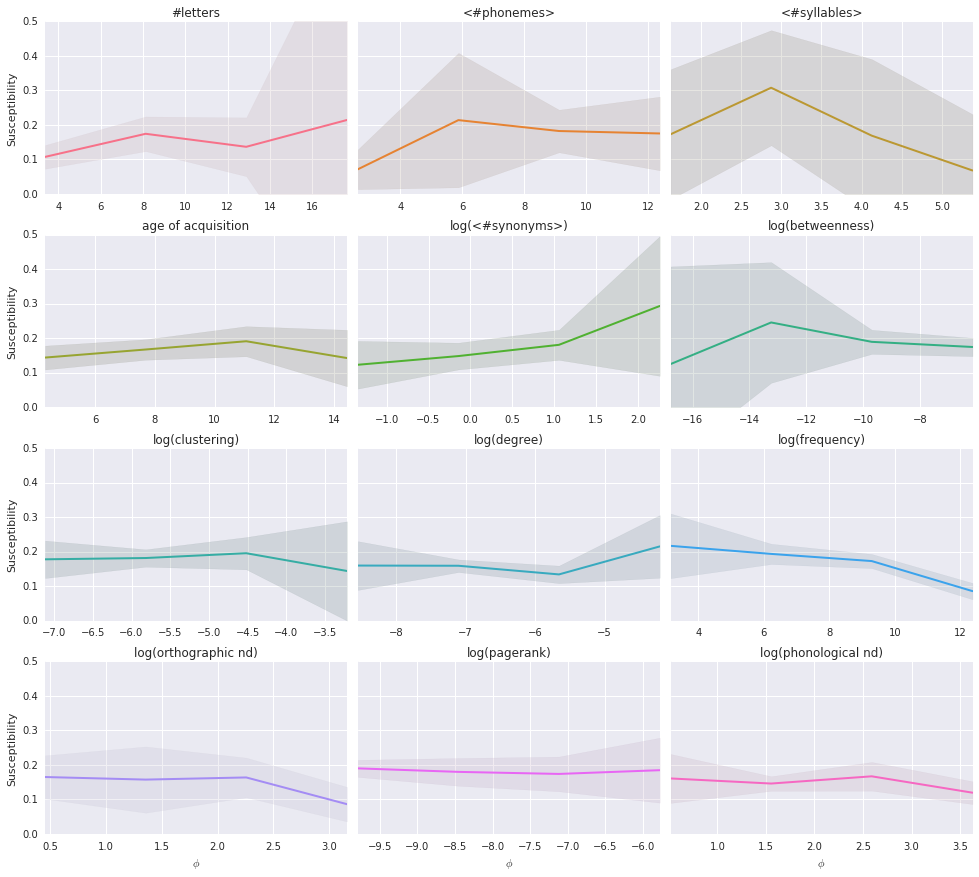 #letters <#phonemes> <#syllables>
0.5
0.4
0.3
0.2
0.1
0.0
Susceptibility
4 6 8 10 12 14 16 4 6 8 10 12 2.0 2.5 3.0 3.5 4.0 4.5 5.0
age of acquisition log(<#synonyms>) log(betweenness)
0.5
0.4
0.3
0.2
0.1
0.0
Susceptibility
6 8 10 12 14 −1.0 −0.5 0.0 0.5 1.0 1.5 2.0 −16 −14 −12 −10 −8
log(clustering) log(degree) log(frequency)
0.5
0.4
0.3
0.2
0.1
0.0
Susceptibility
−7.0 −6.5 −6.0 −5.5 −5.0 −4.5 −4.0 −3.5 −8 −7 −6 −5 4 6 8 10 12
log(orthographic nd) log(pagerank) log(phonological nd)
0.5
0.4
0.3
0.2
0.1
0.0
Susceptibility
0.5 1.0 1.5 2.0 2.5 3.0 −9.5 −9.0 −8.5 −8.0 −7.5 −7.0 −6.5 −6.0 1.0 1.5 2.0 2.5 3.0 3.5
ϕ ϕ ϕ